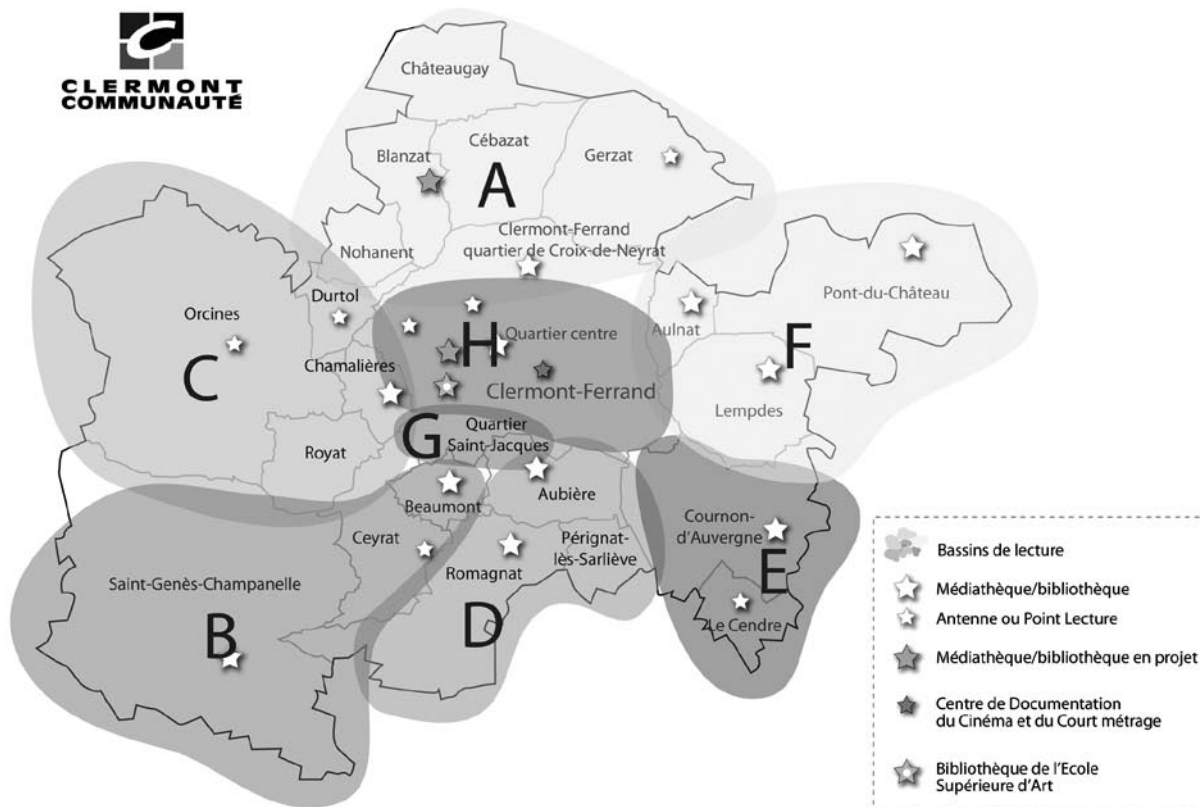 CLERMONT
COMMUNAUTÉ
Châteaugay
Cébazat
Blanzat
Gerzat
A
Clermont-Ferrand
quartier de Croix-de-Neyrat
Nohanent
Pont-du-Château
Durtol
Orcines
Aulnat
H
Quartier centre
F
Chamalières
C
Clermont-Ferrand
Lempdes
G
Quartier
Saint-Jacques
Royat
Beaumont
Aubière
Cournon-
d'Auvergne
Ceyrat
Pérignat-
lès-Sarliève
Romagnat
E
Saint-Genès-Champanelle
B
D
Le Cendre
Bassins de lecture
Médiathèque/bibliothèque
Antenne ou Point Lecture
Médiathèque/bibliothèque en projet
Centre de Documentation
du Cinéma et du Court métrage
Bibliothèque de l'Ecole
Supérieure d'Art